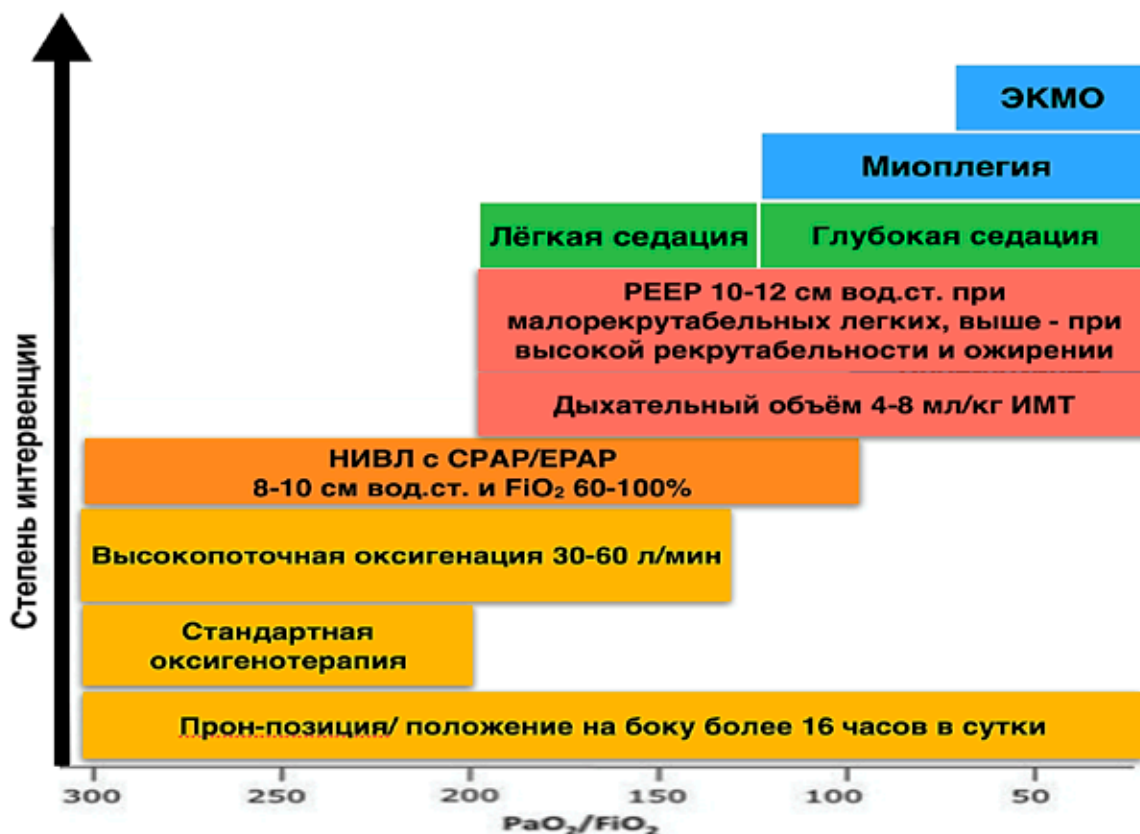 ЭКМО
Миоплегия
Лёгкая седация
Глубокая седация
PEEP 10-12 см вод.ст. при
малорекрутабельных легких, выше - при
высокой рекрутабельности и ожирении
Дыхательный объём 4-8 мл/кг ИМТ
НИВЛ с CPAP/EPAP
8-10 см вод.ст. и FiO₂ 60-100%
Высокопоточная оксигенация 30-60 л/мин
Стандартная
оксигенотерапия
Прон-позиция/ положение на боку более 16 часов в сутки
Степень интервенции
300 250 200 150 100 50
PaO₂/FiO₂